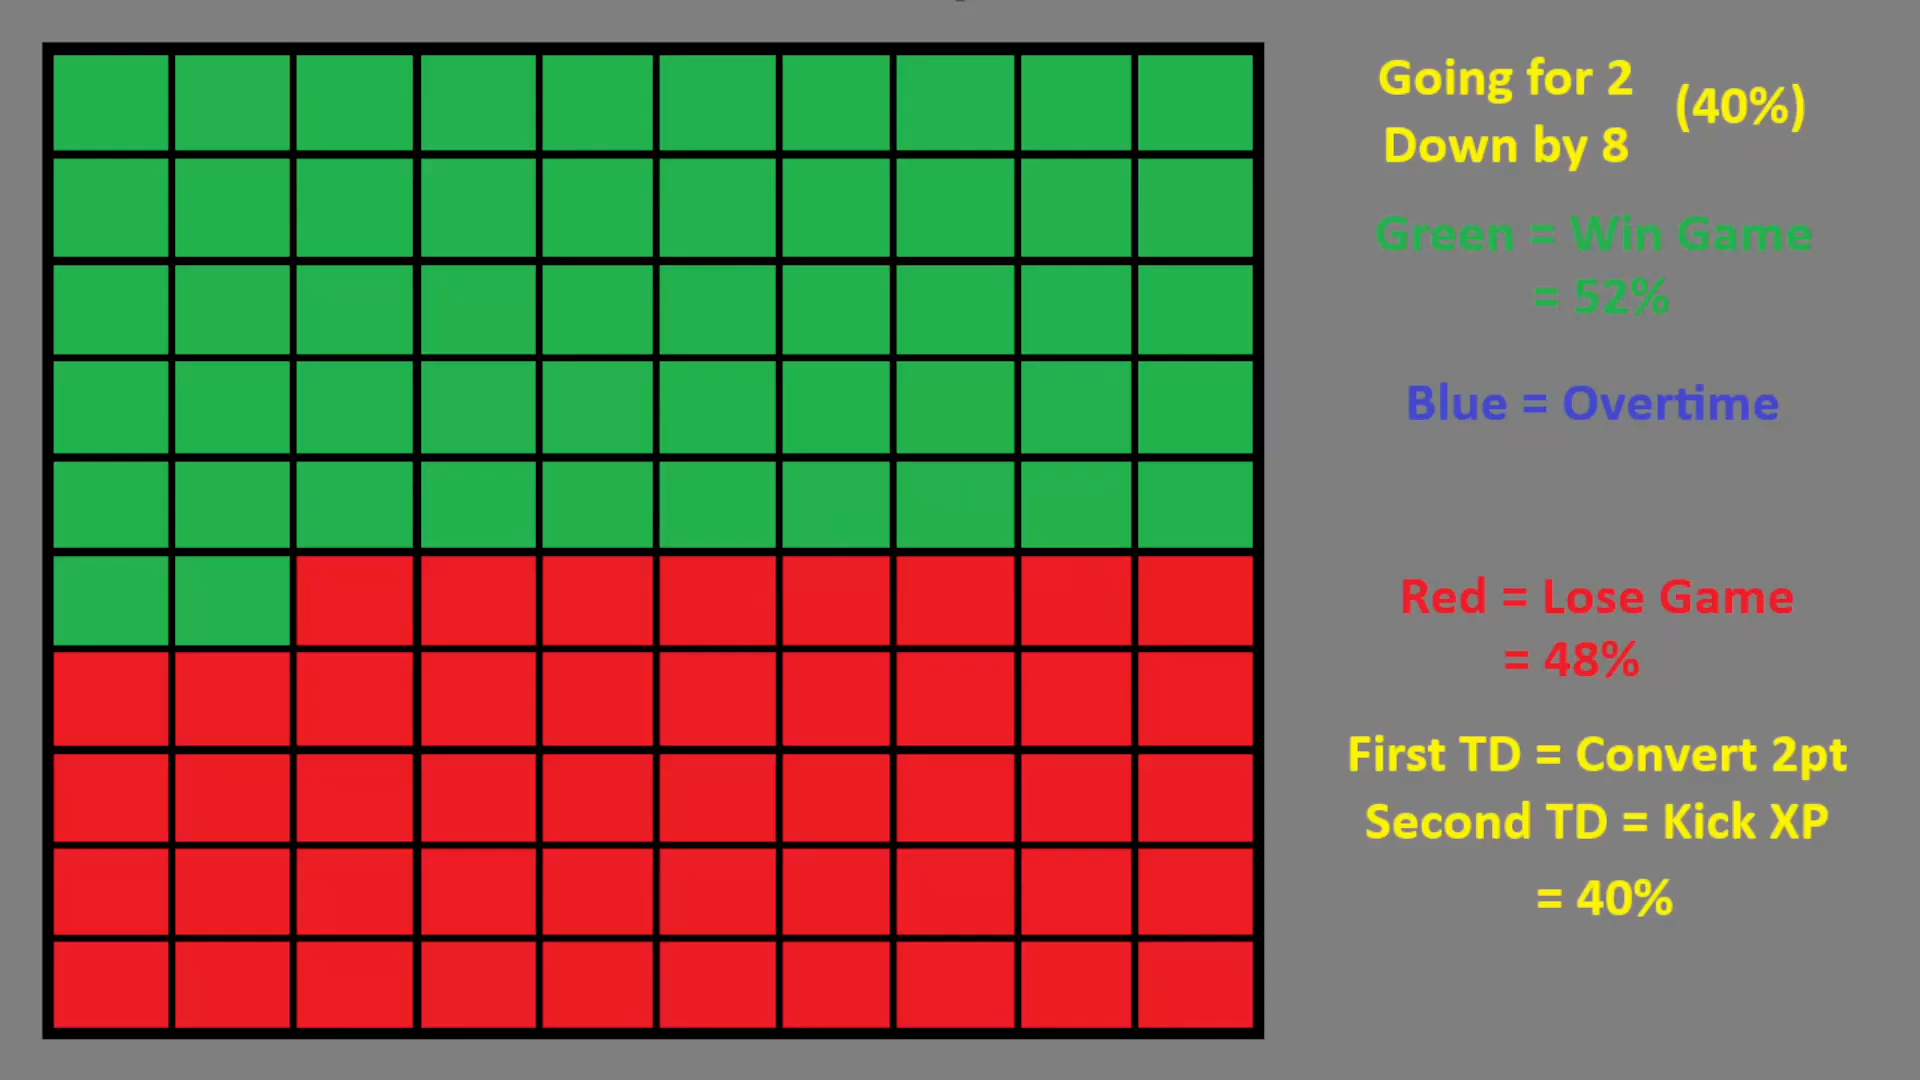 Going for 2
Down by 8
(40%)
Green = Win Game
= 52%
Blue = Overtime
Red = Lose Game
= 48%
First TD = Convert 2pt
Second TD = Kick XP
= 40%